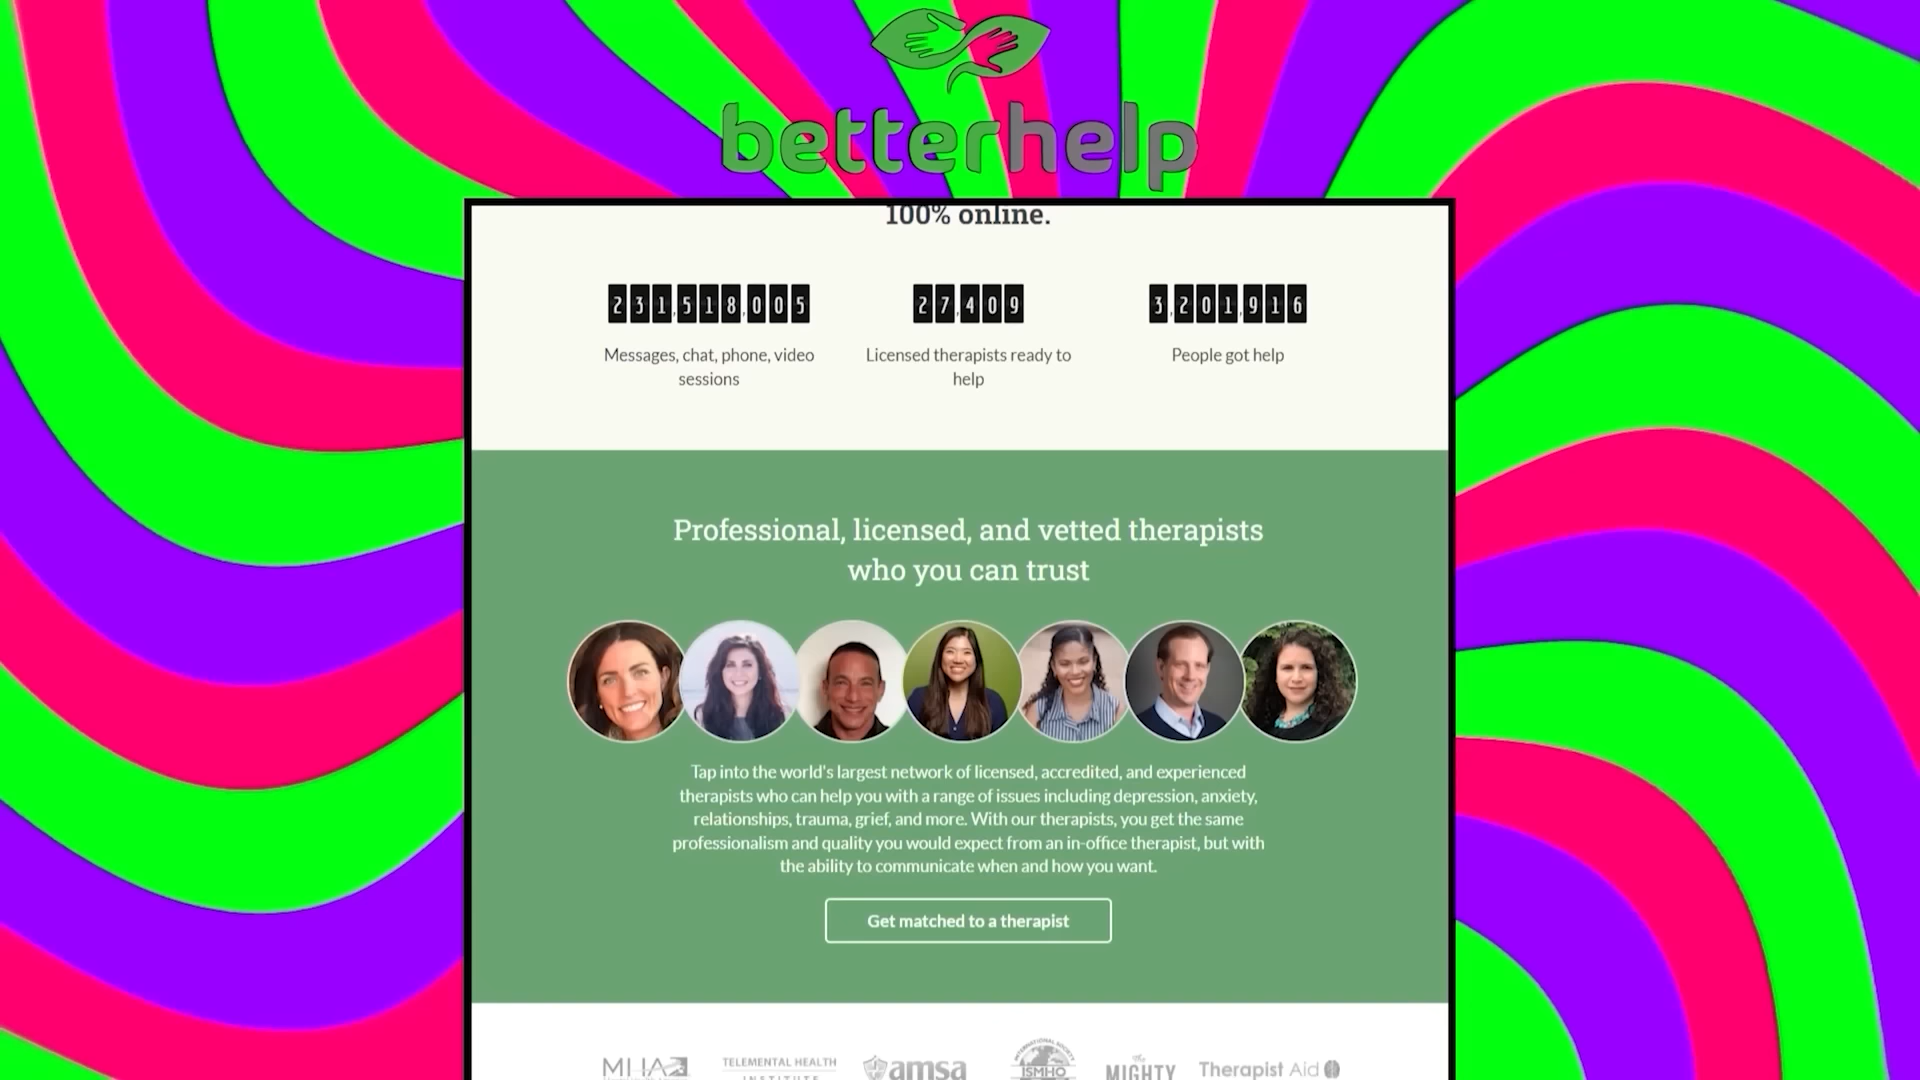 betterhelp
100% online.
231,518,005
27,409
3,201,916
Messages, chat, phone, video
sessions
Licensed therapists ready to
help
People got help
Professional, licensed, and vetted therapists
who you can trust
Tap into the world's largest network of licensed, accredited, and experienced
therapists who can help you with a range of issues including depression, anxiety,
relationships, trauma, grief, and more. With our therapists, you get the same
professionalism and quality you would expect from an in-office therapist, but with
the ability to communicate when and how you want.
Get matched to a therapist
MHA
TELEMENTAL HEALTH
INSTITUTE
amsa
INTERNATIONAL SOCIETY
ISMHO
The
MIGHTY
Therapist Aid